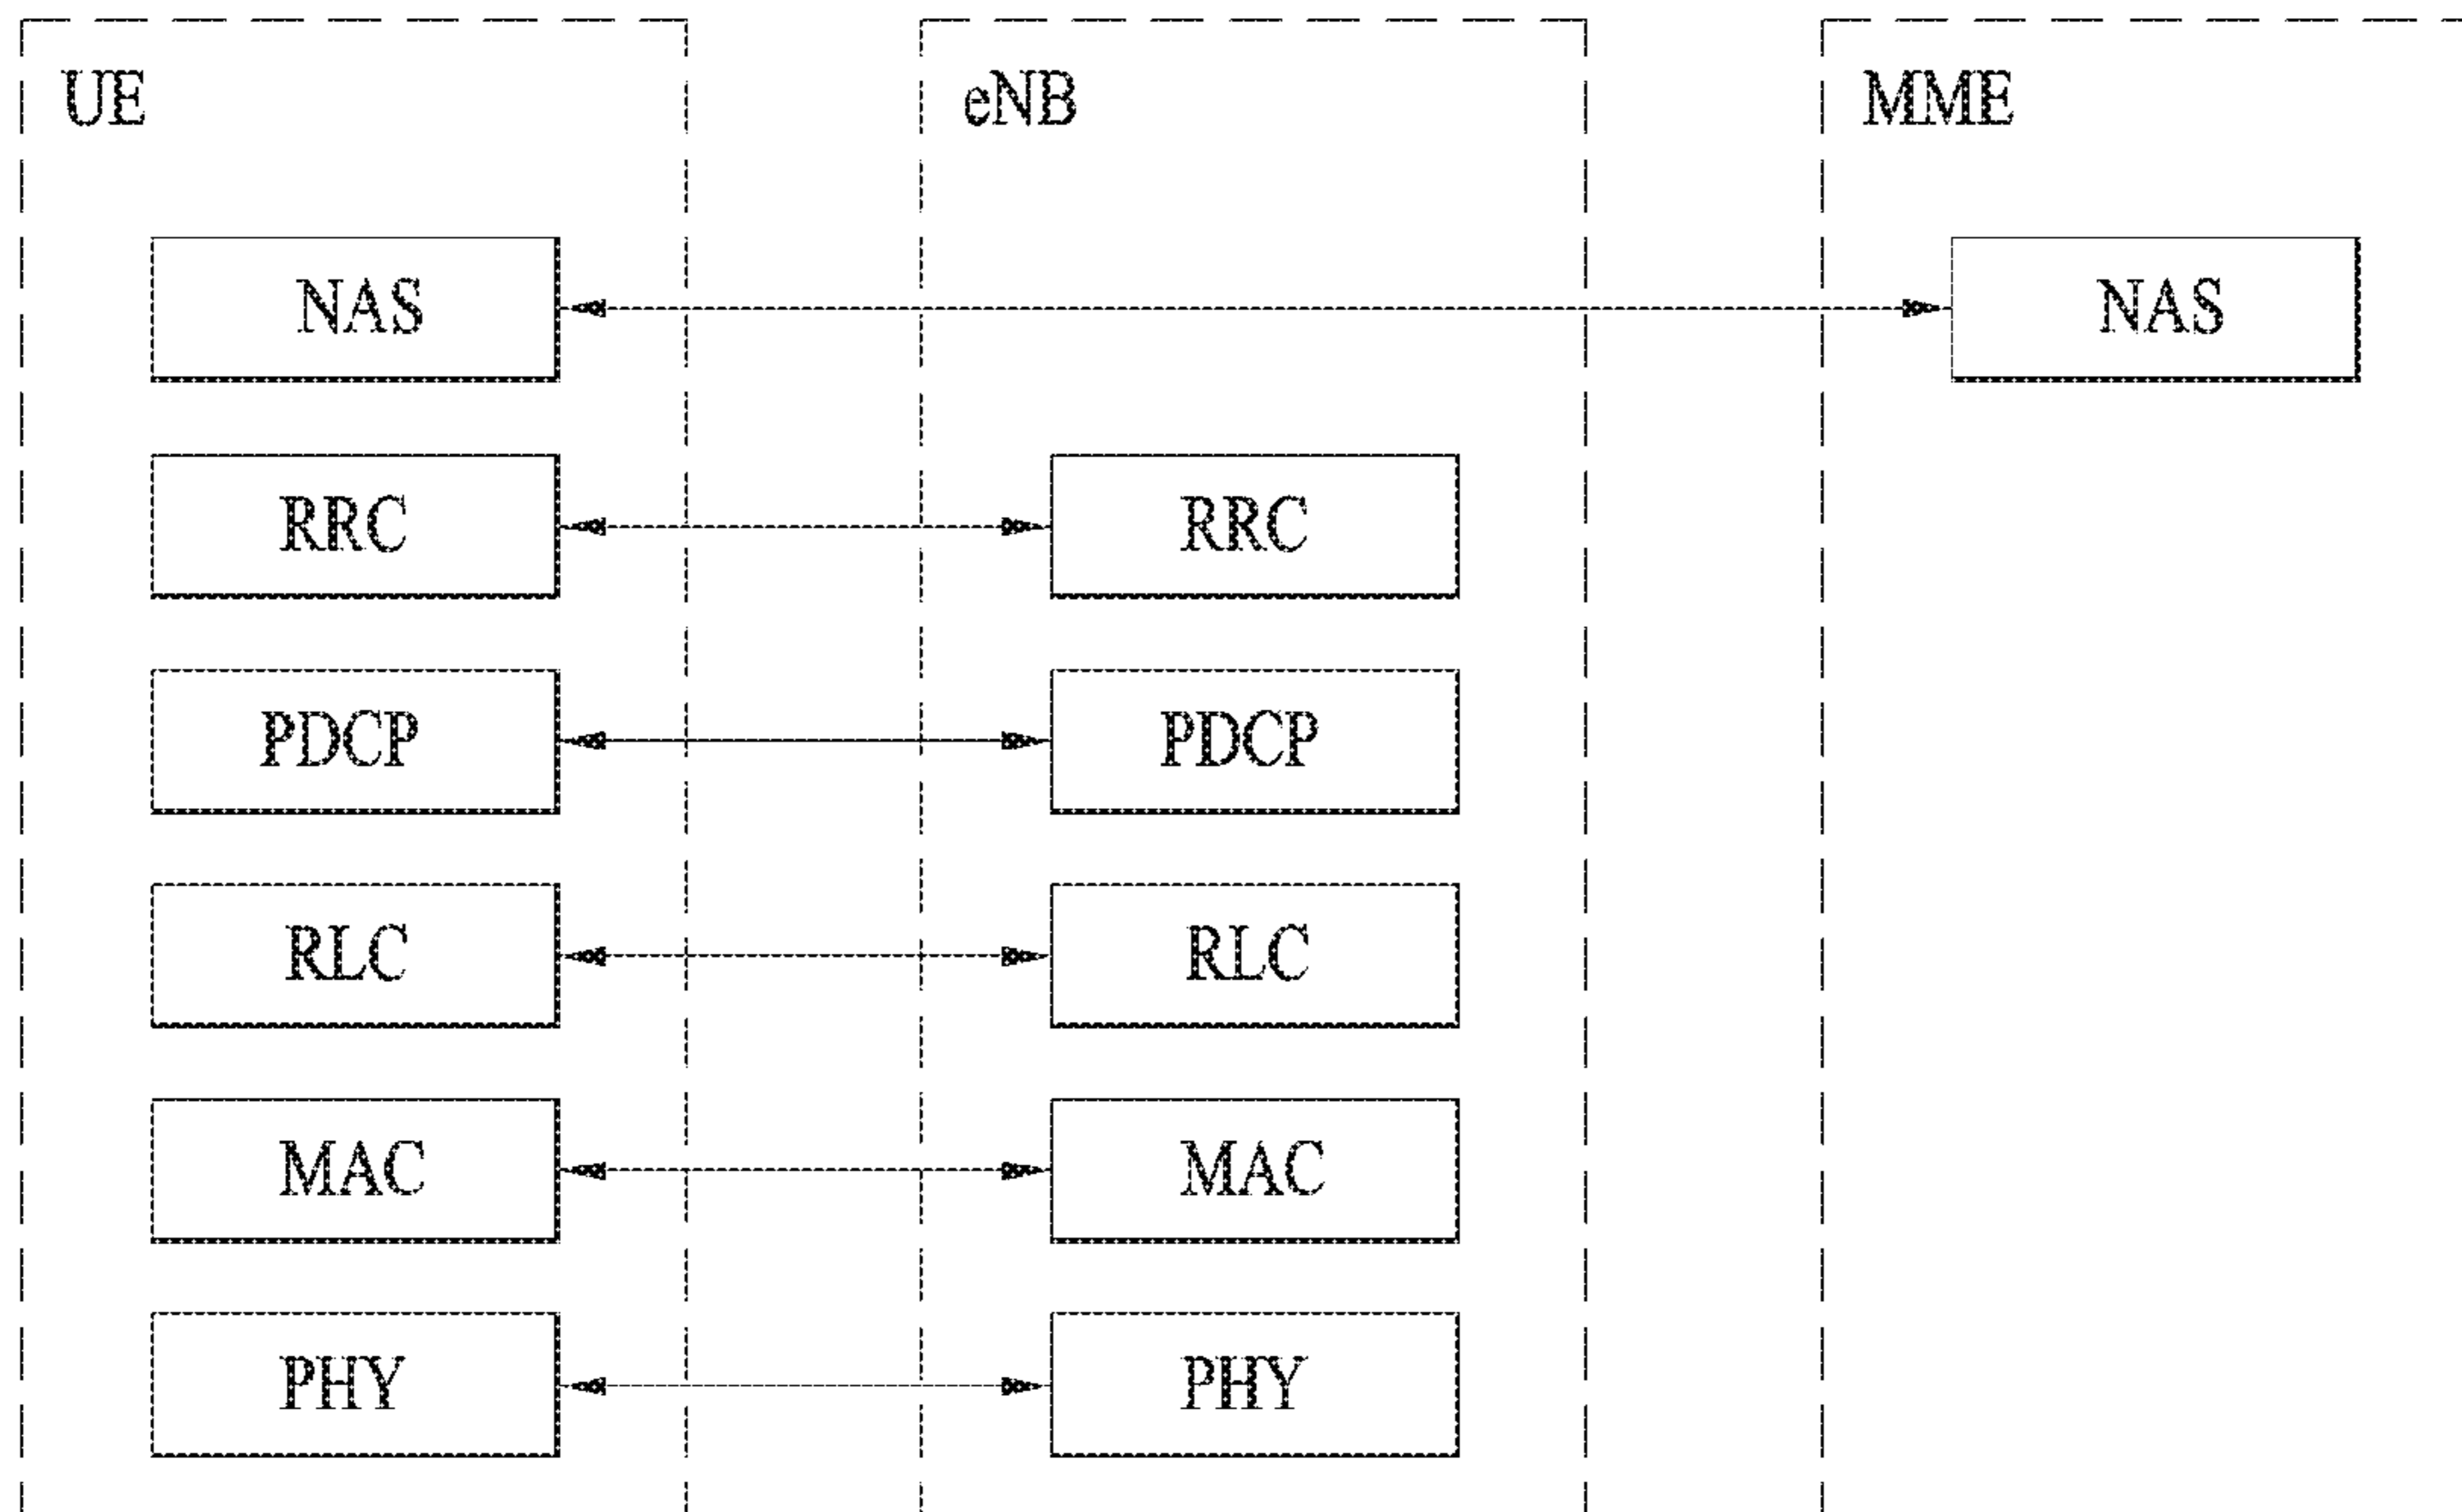 UE eNB MME
NAS NAS
RRC RRC
PDCP PDCP
RLC RLC
MAC MAC
PHY PHY